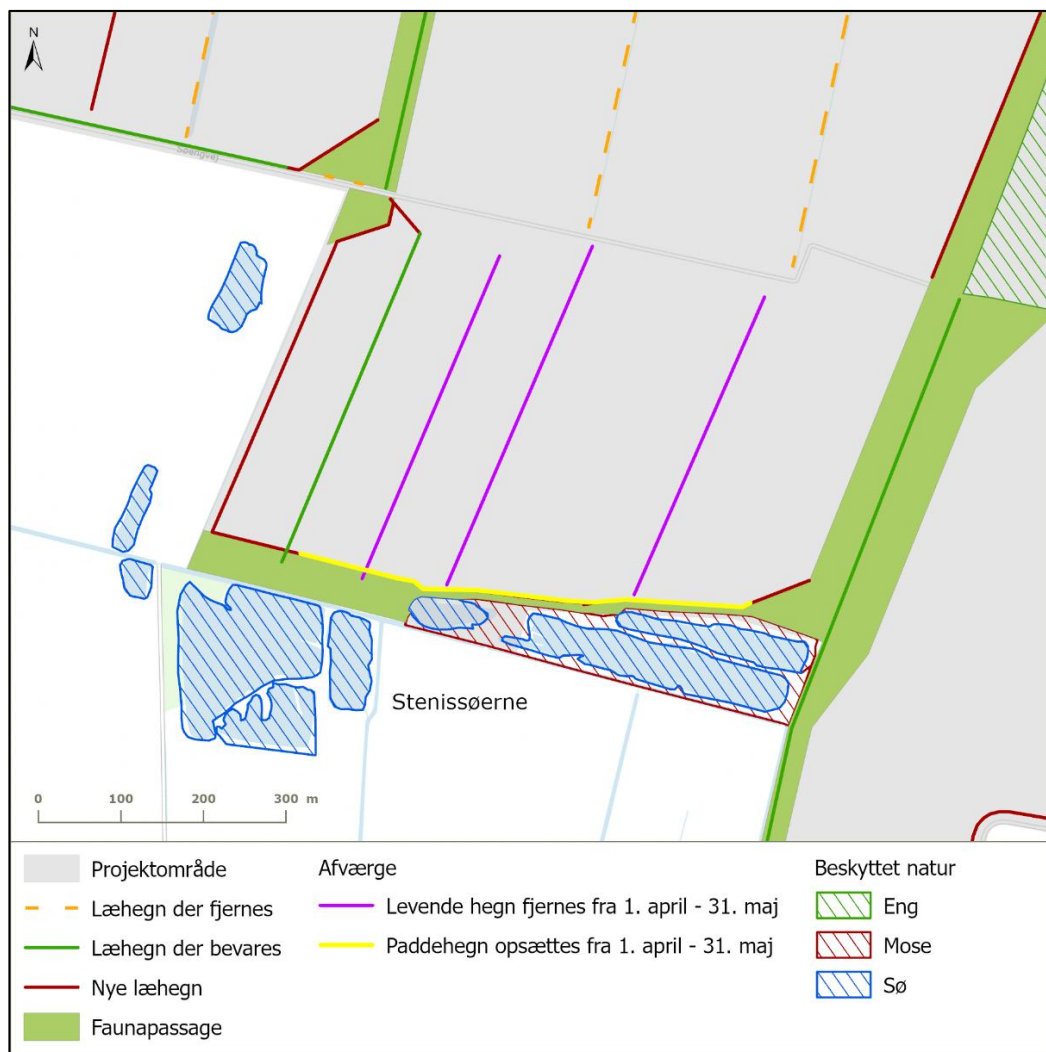 N
Søengvej
Stenissøerne
0 100 200 300 m
Projektområde
Læhegn der fjernes
Læhegn der bevares
Nye læhegn
Faunapassage
Afværge
Levende hegn fjernes fra 1. april - 31. maj
Paddehegn opsættes fra 1. april - 31. maj
Beskyttet natur
Eng
Mose
Sø